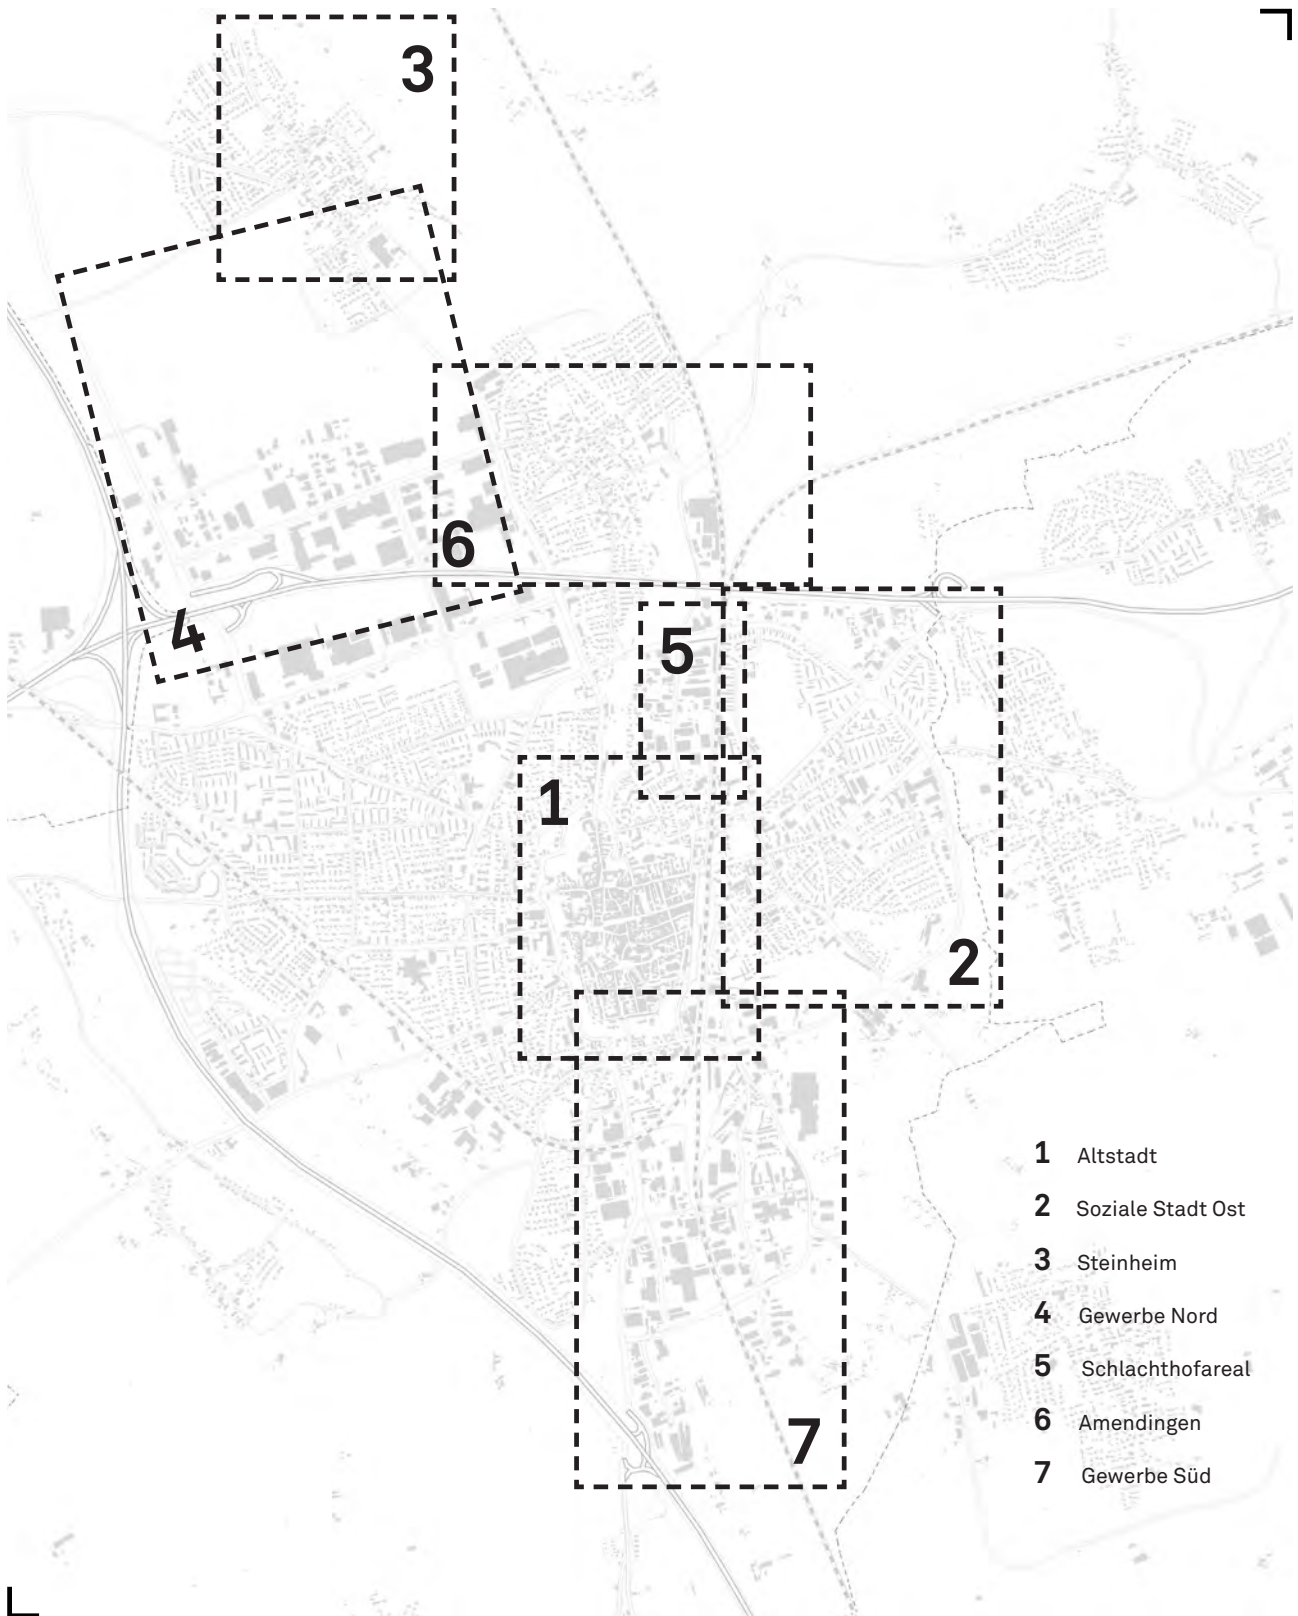 3
6
4
5
1
2
7
1 Altstadt
2 Soziale Stadt Ost
3 Steinheim
4 Gewerbe Nord
5 Schlachthofareal
6 Amendingen
7 Gewerbe Süd